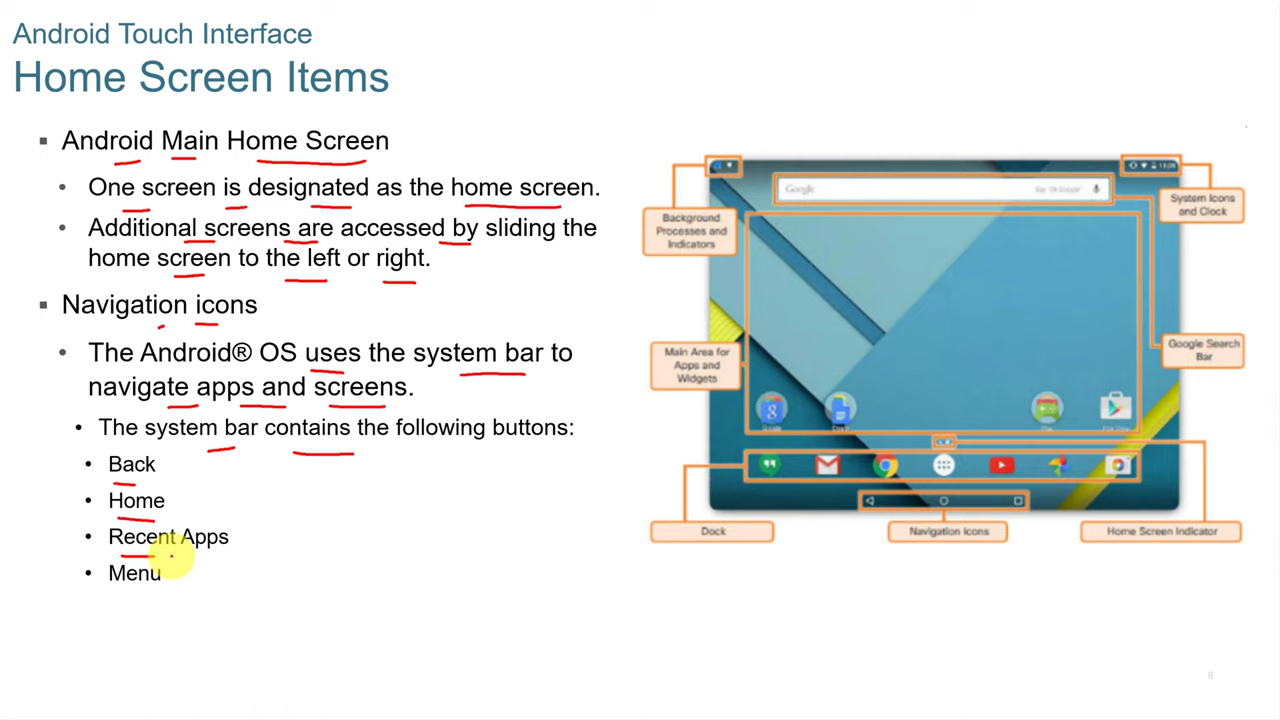 Android Touch Interface
Home Screen Items
Android Main Home Screen
One screen is designated as the home screen.
Additional screens are accessed by sliding the
home screen to the left or right.
Navigation icons
The Android® OS uses the system bar to
navigate apps and screens.
The system bar contains the following buttons:
Back
Home
Recent Apps
Menu
Background
Processes and
Indicators
System Icons
and Clock
Google
Main Area for
Apps and
Widgets
Google Search
Bar
Google
Play Store
Dock
Navigation Icons
Home Screen Indicator
8